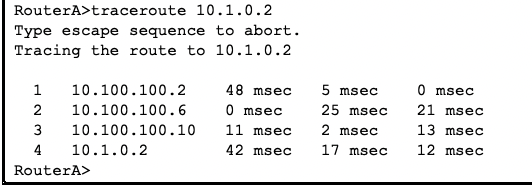 RouterA>traceroute 10.1.0.2
Type escape sequence to abort.
Tracing the route to 10.1.0.2
1 10.100.100.2 48 msec 5 msec 0 msec
2 10.100.100.6 0 msec 25 msec 21 msec
3 10.100.100.10 11 msec 2 msec 13 msec
4 10.1.0.2 42 msec 17 msec 12 msec
RouterA>